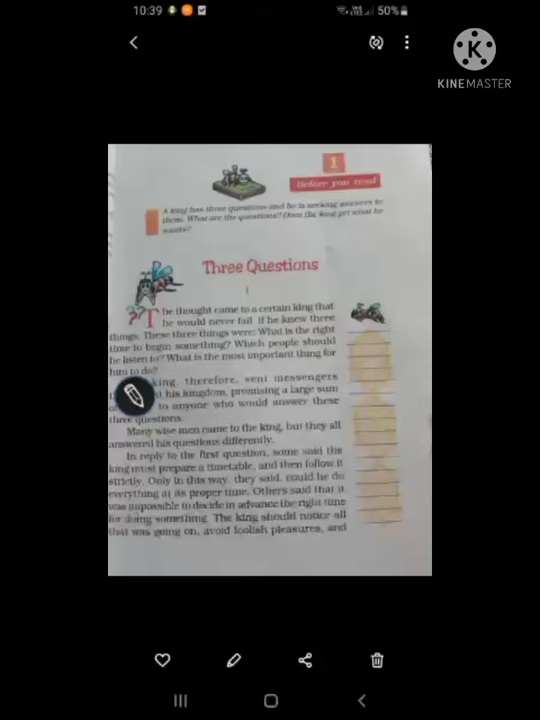 10:39
50%
KINEMASTER
1
Before you read
A king has three questions and he is seeking answers to
them. What are the questions? Does the king get what he
wants?
Three Questions
I
The thought came to a certain king that
he would never fail if he knew three
things. These three things were: What is the right
time to begin something? Which people should
he listen to? What is the most important thing for
him to do?
king, therefore, sent messengers
his kingdom, promising a large sum
to anyone who would answer these
three questions.
Many wise men came to the king, but they all
answered his questions differently.
In reply to the first question, some said the
king must prepare a timetable, and then follow it
strictly. Only in this way, they said, could he do
everything at its proper time. Others said that it
was impossible to decide in advance the right time
for doing something. The king should notice all
that was going on, avoid foolish pleasures, and